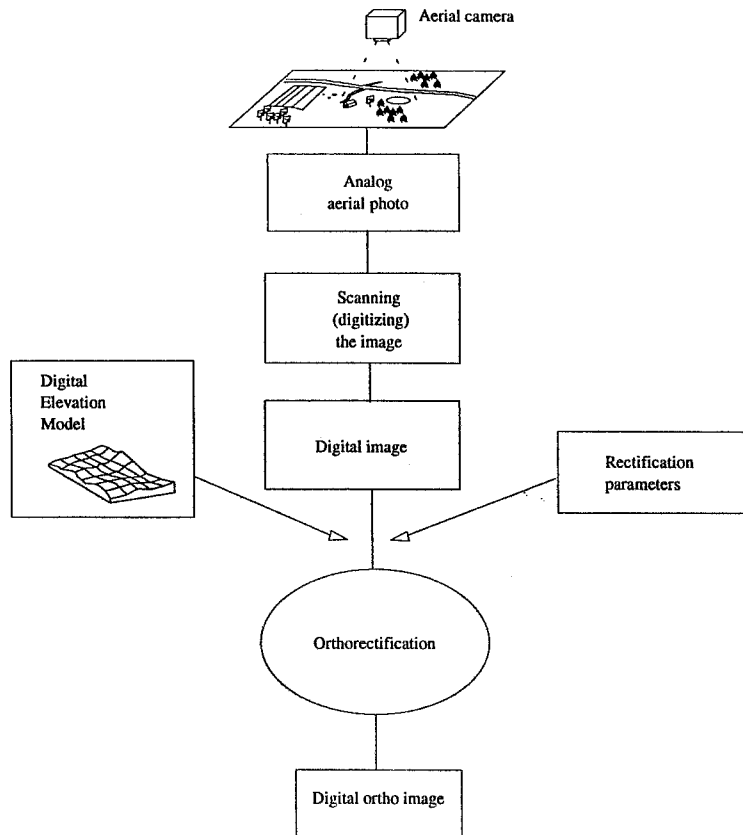 Aerial camera
Analog
aerial photo
Scanning
(digitizing)
the image
Digital
Elevation
Model
Digital image
Rectification
parameters
Orthorectification
Digital ortho image